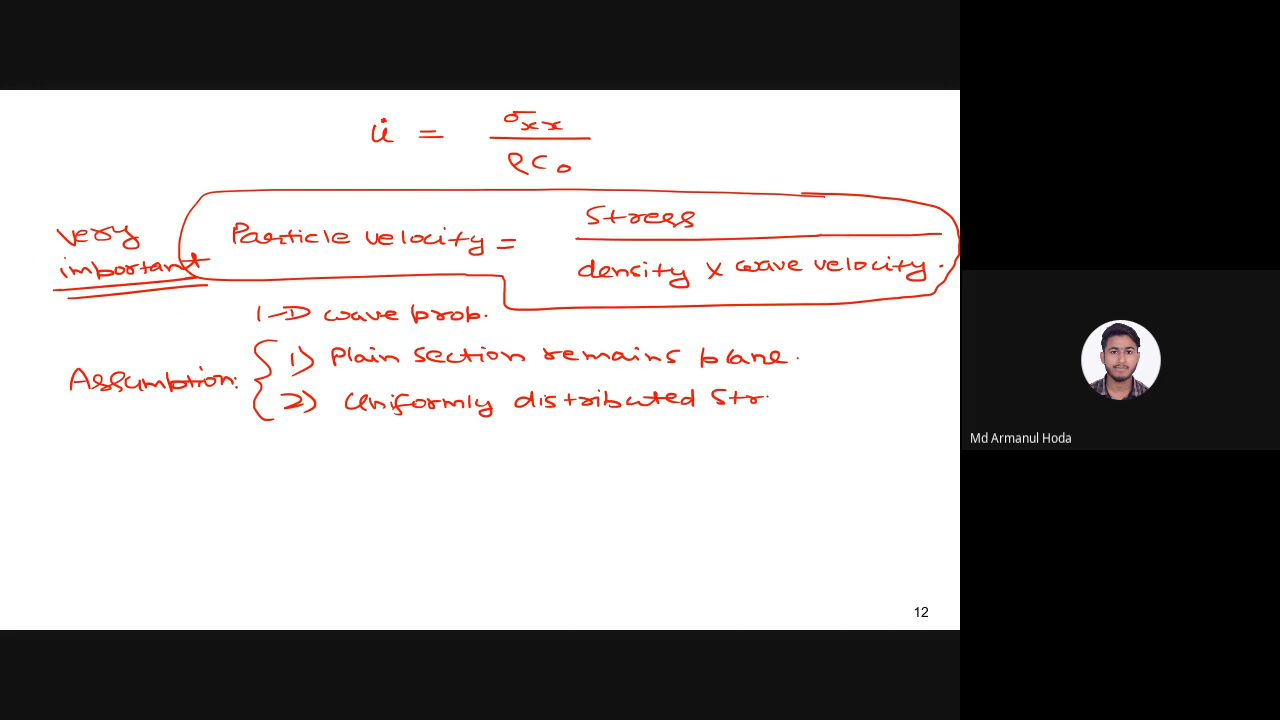 u̇ = σxx / ρC₀
Very important
Particle velocity = Stress / density × wave velocity.
1-D wave prob.
Assumption:
1) Plain section remains plane.
2) Uniformly distributed Str.
Md Armanul Hoda
12